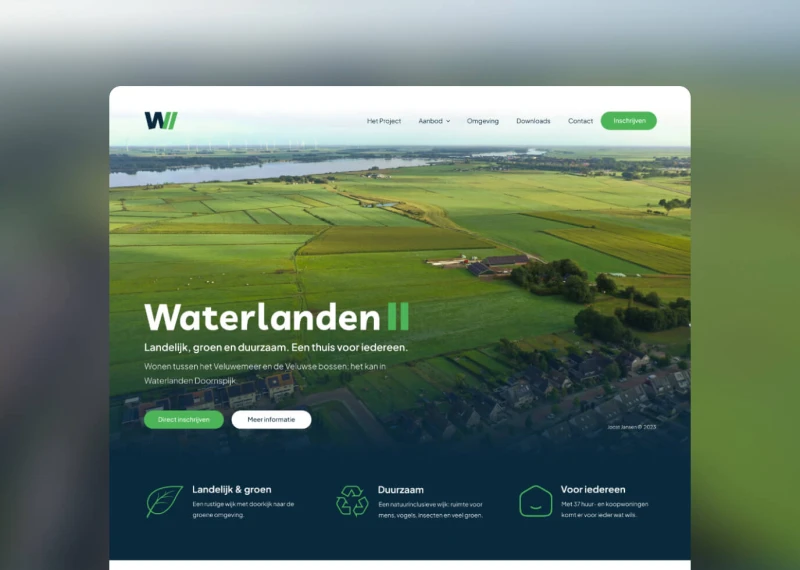 WII
Het Project Aanbod Omgeving Downloads Contact Inschrijven
Waterlanden II
Landelijk, groen en duurzaam. Een thuis voor iedereen.
Wonen tussen het Veluwemeer en de Veluwse bossen: het kan in
Waterlanden Doornspijk.
Direct inschrijven Meer informatie
Joost Jansen © 2023
Landelijk & groen
Een rustige wijk met doorkijk naar de
groene omgeving.
Duurzaam
Een natuurinclusieve wijk: ruimte voor
mens, vogels, insecten en veel groen.
Voor iedereen
Met 37 huur- en koopwoningen
komt er voor ieder wat wils.